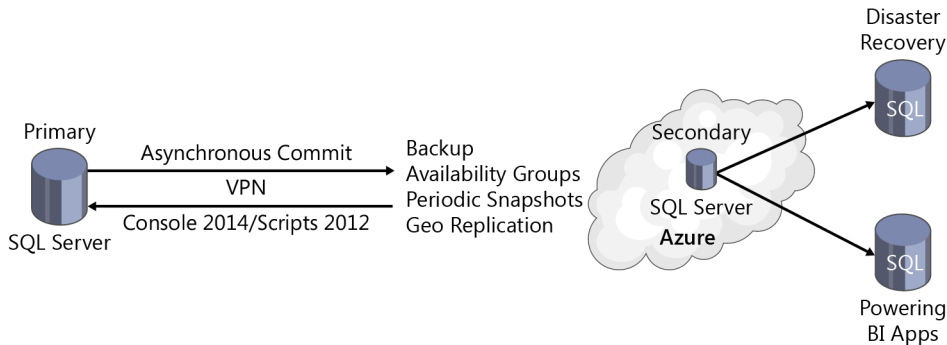 Primary
SQL Server
Asynchronous Commit
VPN
Console 2014/Scripts 2012
Backup
Availability Groups
Periodic Snapshots
Geo Replication
Secondary
SQL Server
Azure
Disaster
Recovery
SQL
SQL
Powering
BI Apps